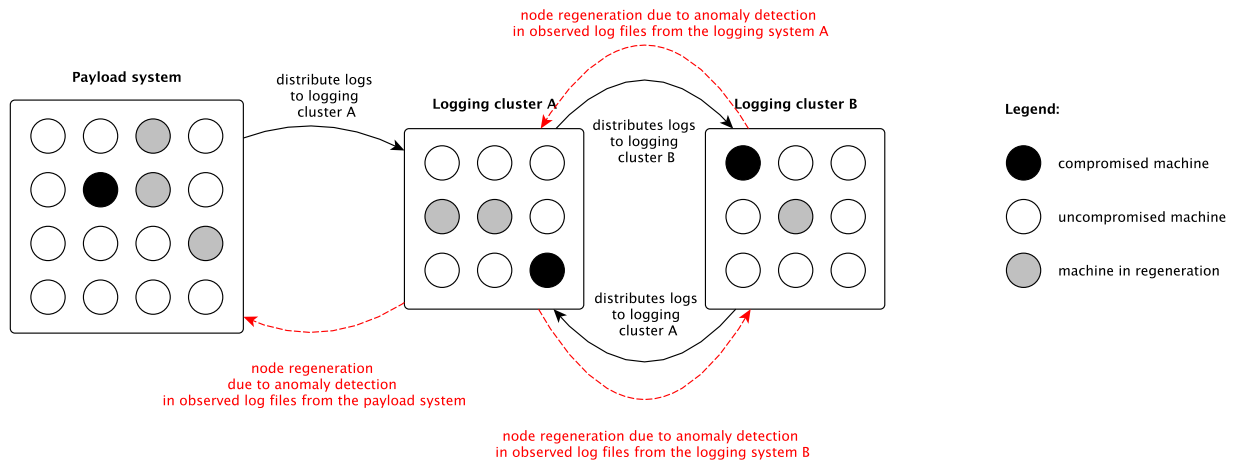 node regeneration due to anomaly detection
in observed log files from the logging system A
Payload system
distribute logs
to logging
cluster A
Logging cluster A
Logging cluster B
distributes logs
to logging
cluster B
Legend:
compromised machine
uncompromised machine
machine in regeneration
distributes logs
to logging
cluster A
node regeneration
due to anomaly detection
in observed log files from the payload system
node regeneration due to anomaly detection
in observed log files from the logging system B